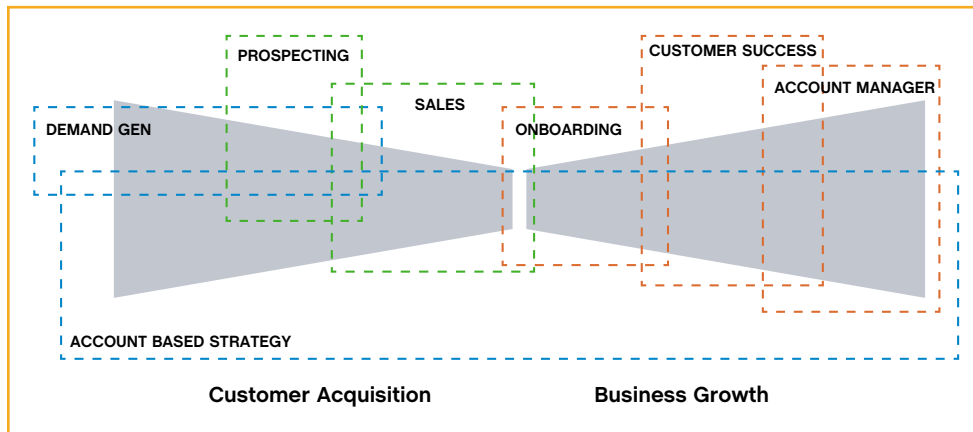 PROSPECTING
CUSTOMER SUCCESS
ACCOUNT MANAGER
SALES
DEMAND GEN
ONBOARDING
ACCOUNT BASED STRATEGY
Customer Acquisition
Business Growth